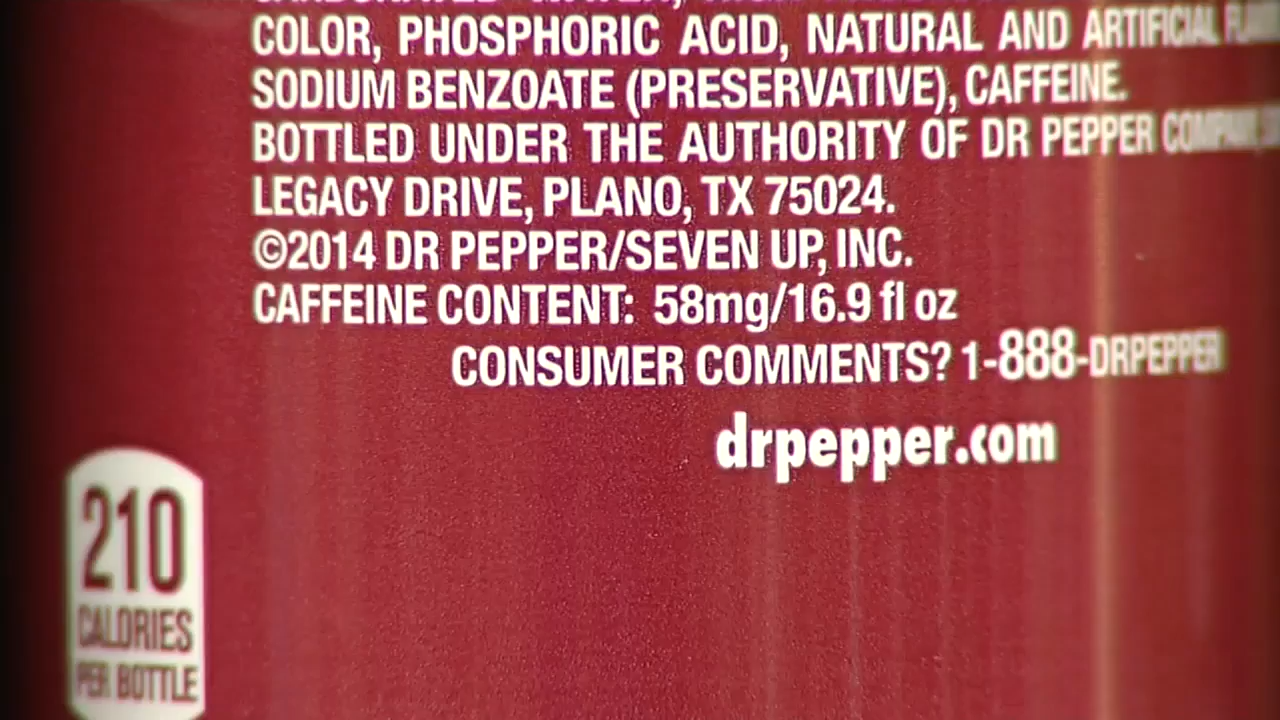 COLOR, PHOSPHORIC ACID, NATURAL AND ARTIFICIAL
SODIUM BENZOATE (PRESERVATIVE), CAFFEINE.
BOTTLED UNDER THE AUTHORITY OF DR PEPPER COMPANY,
LEGACY DRIVE, PLANO, TX 75024.
©2014 DR PEPPER/SEVEN UP, INC.
CAFFEINE CONTENT: 58mg/16.9 fl oz
CONSUMER COMMENTS? 1-888-DRPEPPER
drpepper.com
210
CALORIES
PER BOTTLE